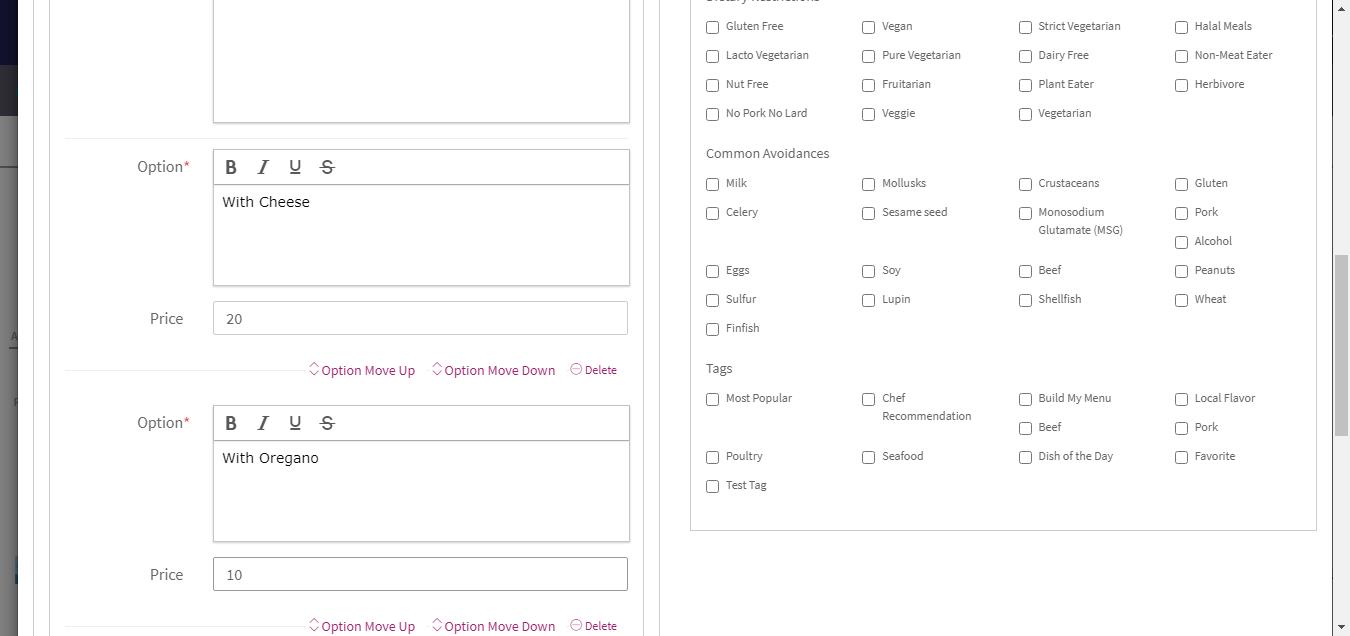 Option*
B I U S
With Cheese
Price
20
Option Move Up Option Move Down Delete
Option*
B I U S
With Oregano
Price
10
Option Move Up Option Move Down Delete
Dietary Restrictions
Gluten Free Vegan Strict Vegetarian Halal Meals
Lacto Vegetarian Pure Vegetarian Dairy Free Non-Meat Eater
Nut Free Fruitarian Plant Eater Herbivore
No Pork No Lard Veggie Vegetarian
Common Avoidances
Milk Mollusks Crustaceans Gluten
Celery Sesame seed Monosodium Pork
Glutamate (MSG)
Alcohol
Eggs Soy Beef Peanuts
Sulfur Lupin Shellfish Wheat
Finfish
Tags
Most Popular Chef Build My Menu Local Flavor
Recommendation
Beef Pork
Poultry Seafood Dish of the Day Favorite
Test Tag